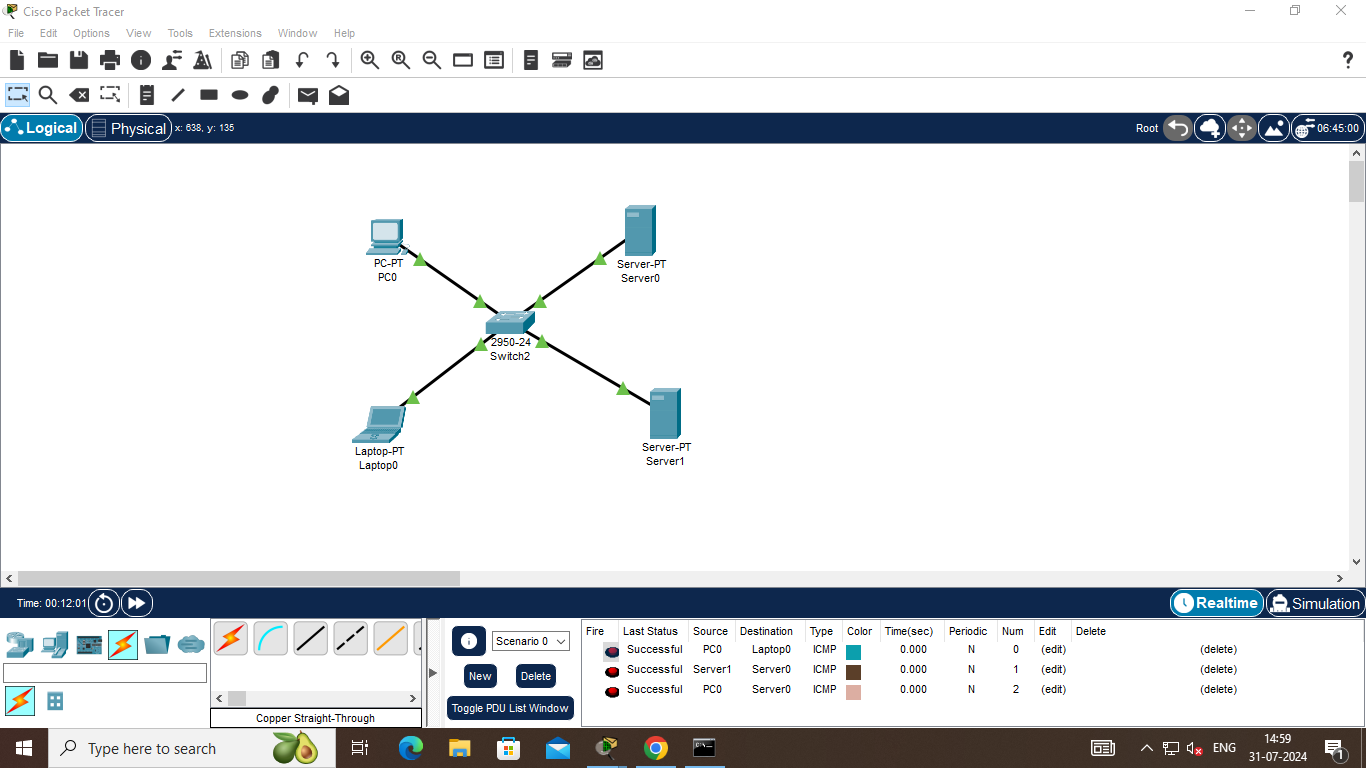 Cisco Packet Tracer
File Edit Options View Tools Extensions Window Help
Logical Physical x: 638, y: 135 Root 06:45:00
PC-PT
PC0
Server-PT
Server0
2950-24
Switch2
Laptop-PT
Laptop0
Server-PT
Server1
Time: 00:12:01 Realtime Simulation
Scenario 0
New Delete
Toggle PDU List Window
Copper Straight-Through
Fire Last Status Source Destination Type Color Time(sec) Periodic Num Edit Delete
Successful PC0 Laptop0 ICMP 0.000 N 0 (edit) (delete)
Successful Server1 Server0 ICMP 0.000 N 1 (edit) (delete)
Successful PC0 Server0 ICMP 0.000 N 2 (edit) (delete)
Type here to search
ENG
14:59
31-07-2024
1